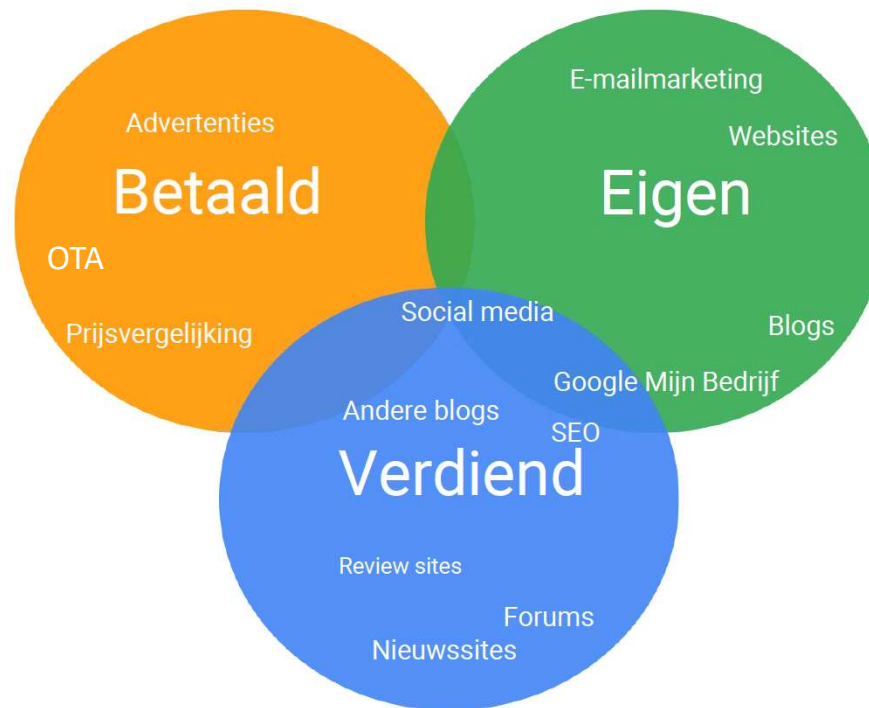 E-mailmarketing
Advertenties
Websites
Betaald
Eigen
OTA
Social media
Prijsvergelijking
Blogs
Google Mijn Bedrijf
Andere blogs
SEO
Verdiend
Review sites
Forums
Nieuwssites